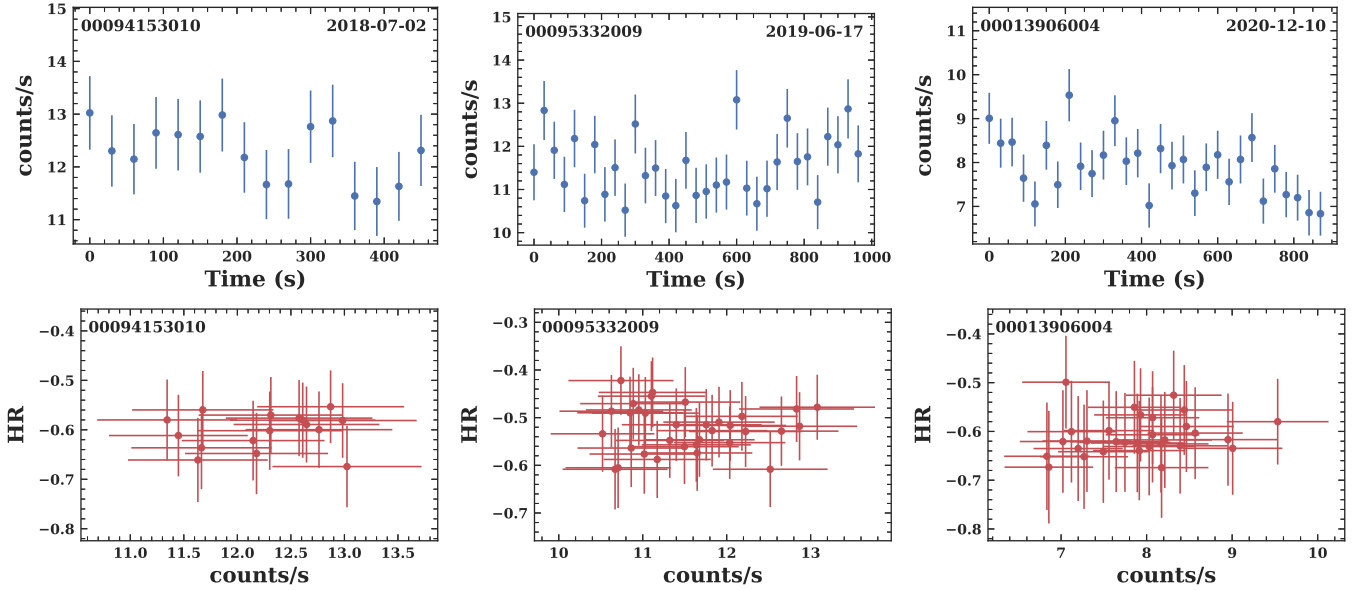 00094153010 2018-07-02
counts/s
15
14
13
12
11
0 100 200 300 400
Time (s)
00095332009 2019-06-17
counts/s
15
14
13
12
11
10
0 200 400 600 800 1000
Time (s)
00013906004 2020-12-10
counts/s
11
10
9
8
7
0 200 400 600 800
Time (s)
00094153010
HR
−0.4
−0.5
−0.6
−0.7
−0.8
11.0 11.5 12.0 12.5 13.0 13.5
counts/s
00095332009
HR
−0.3
−0.4
−0.5
−0.6
−0.7
10 11 12 13
counts/s
00013906004
HR
−0.4
−0.5
−0.6
−0.7
−0.8
7 8 9 10
counts/s